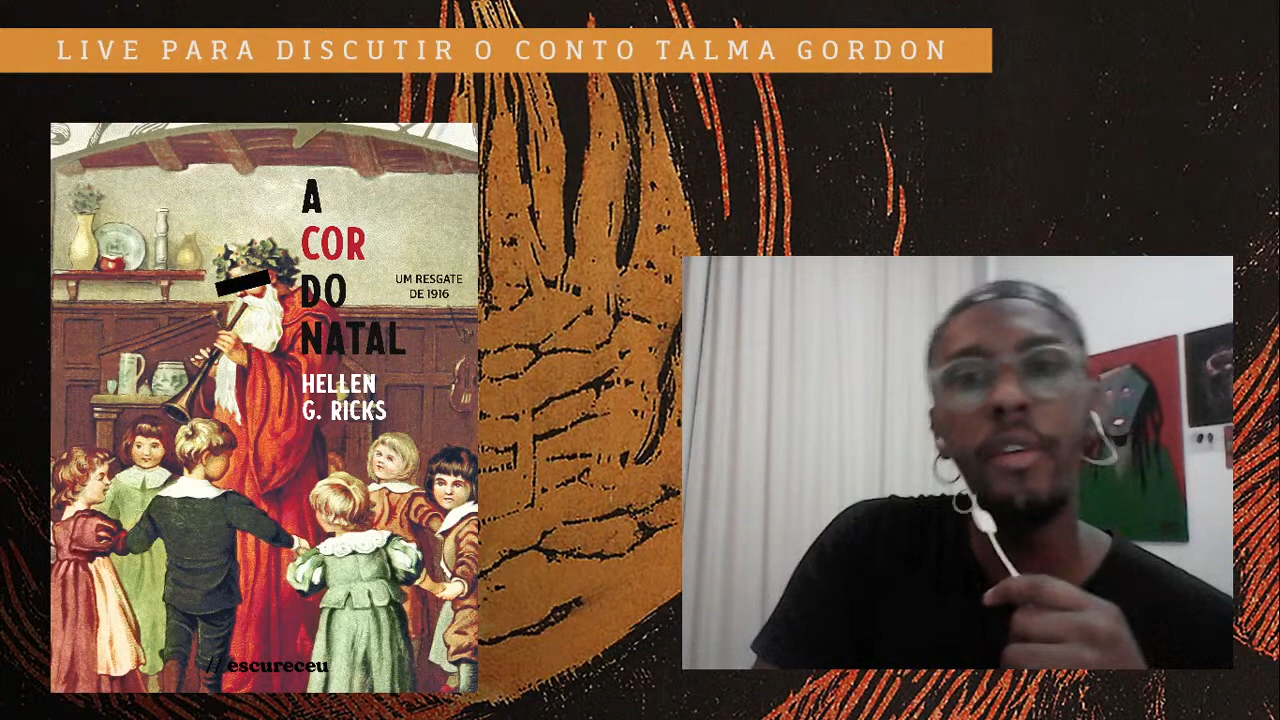 LIVE PARA DISCUTIR O CONTO TALMA GORDON
A
COR
DO
NATAL
UM RESGATE
DE 1916
HELLEN
G. RICKS
// escureceu